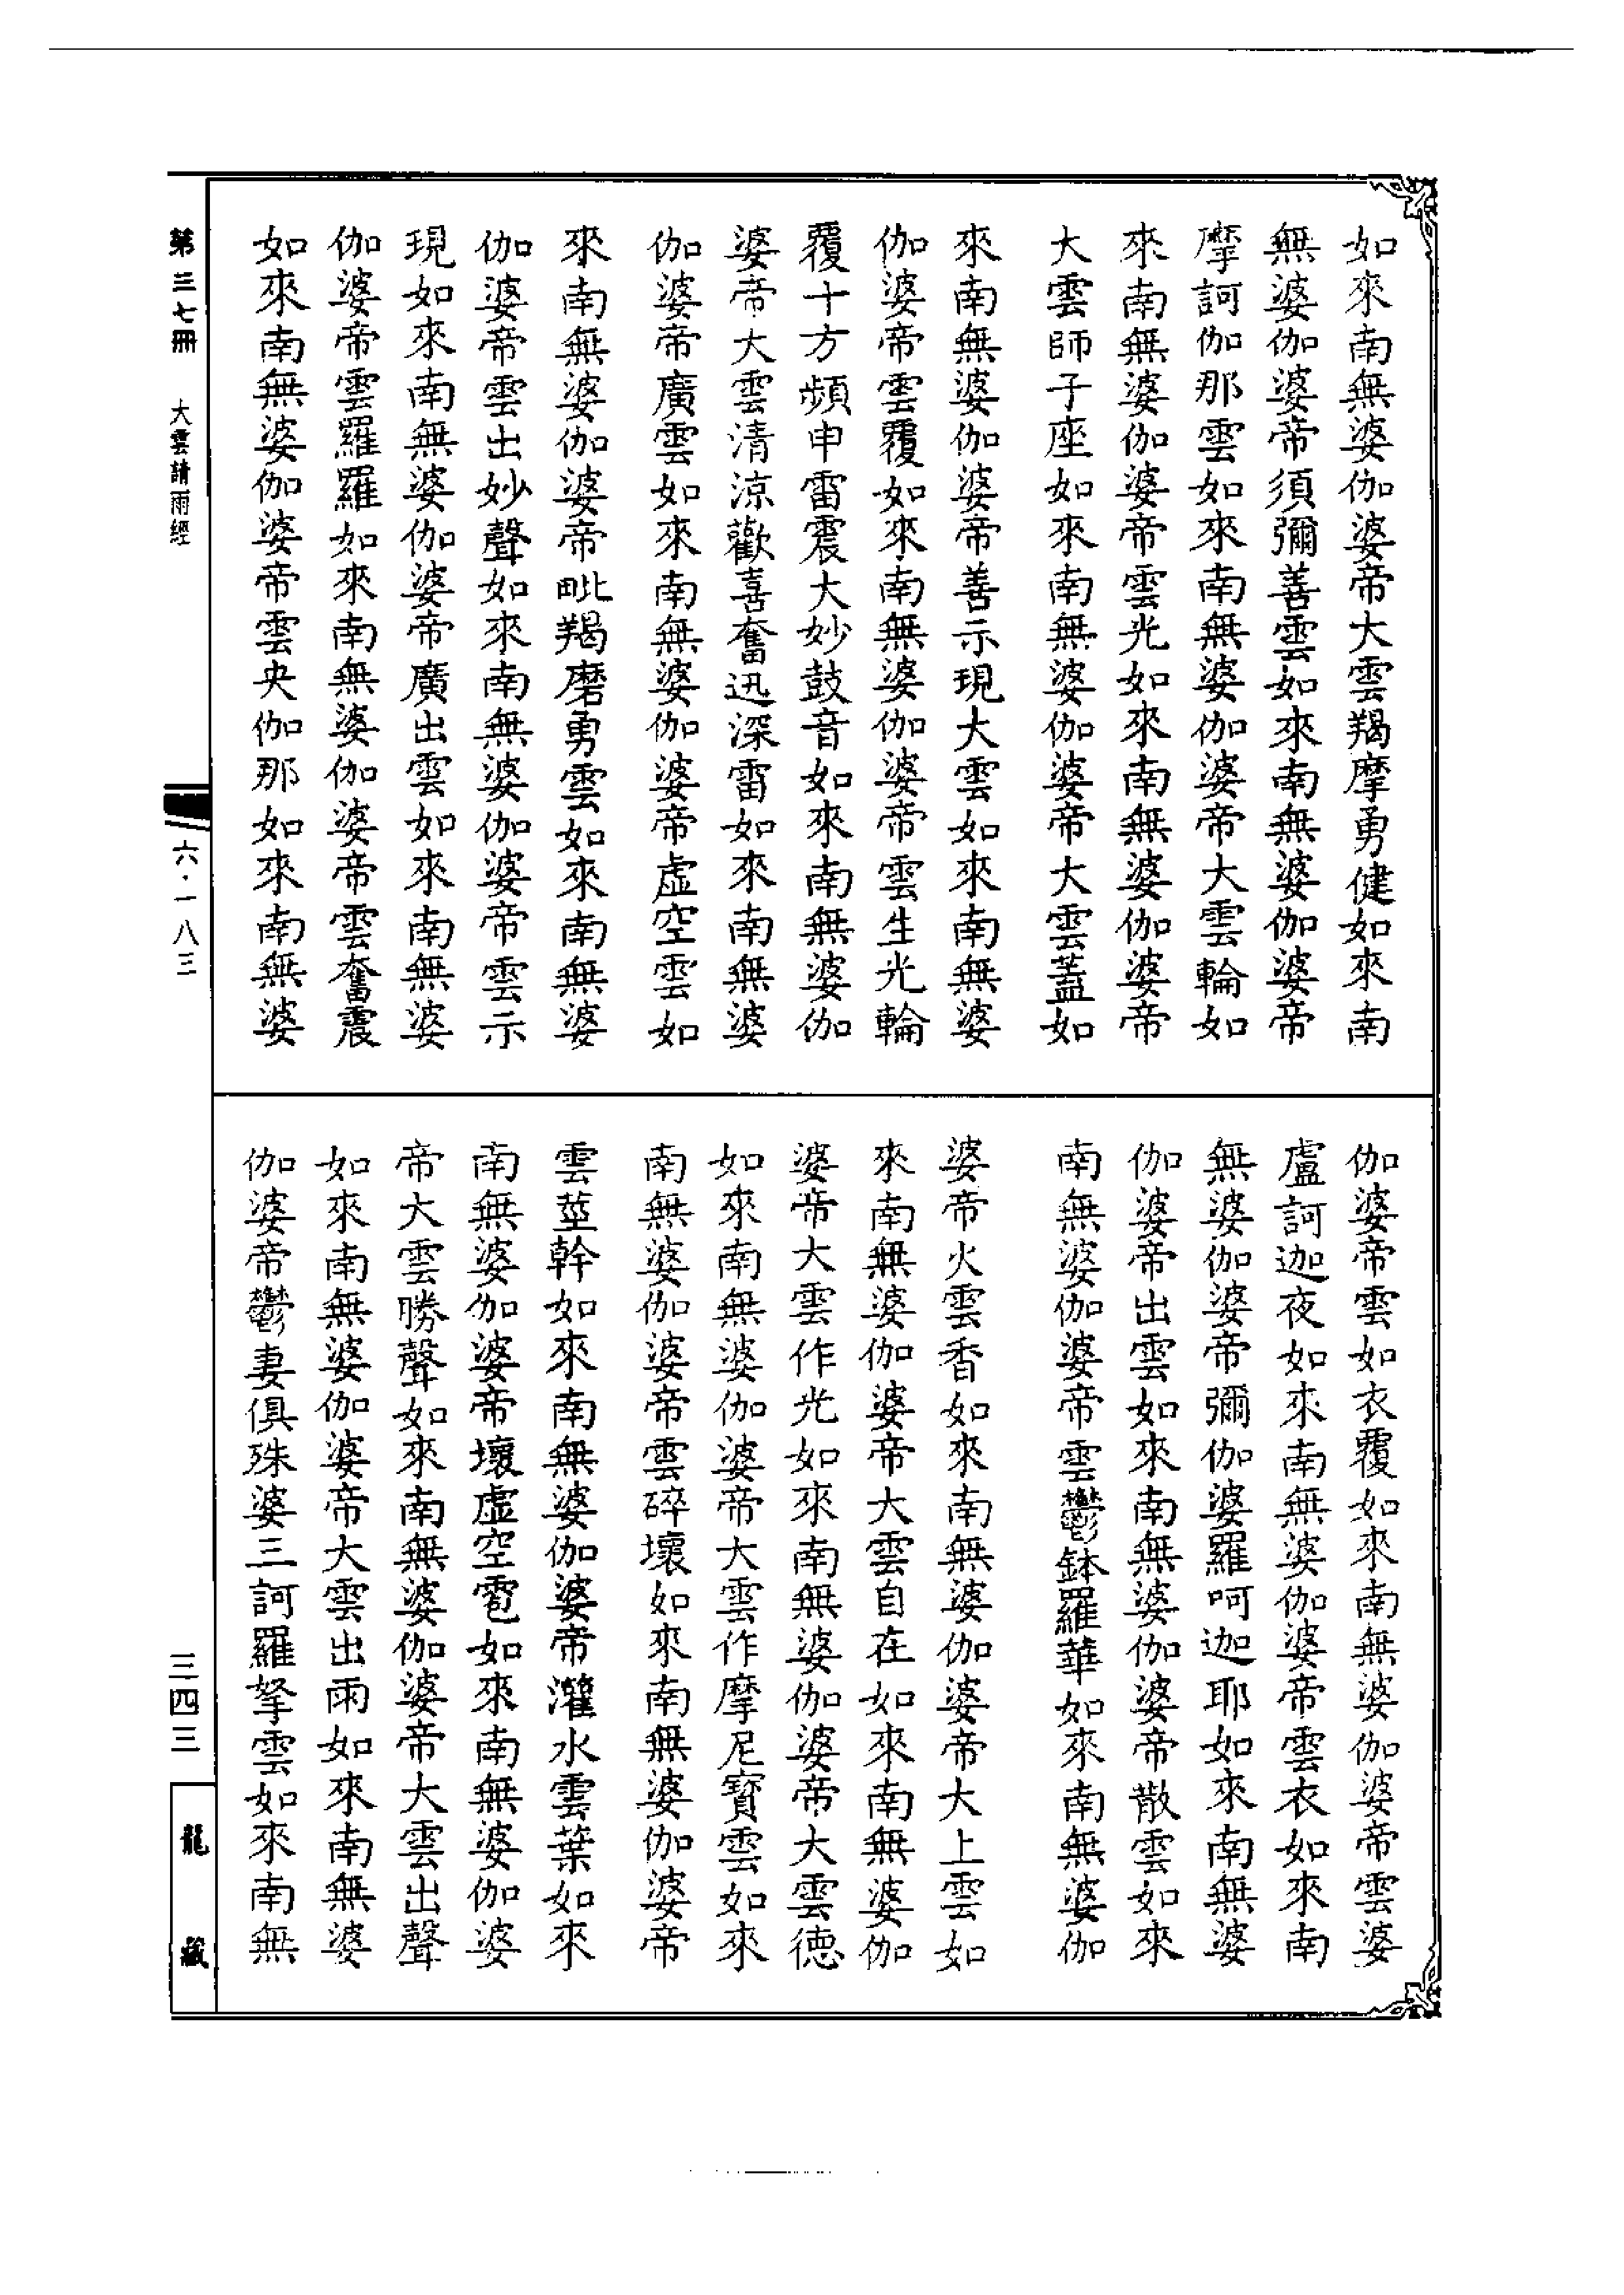 如來南無婆伽婆帝大雲羯摩勇健如來南
無婆伽婆帝須彌善雲如來南無婆伽婆帝
摩訶伽那雲如來南無婆伽婆帝大雲輪如
來南無婆伽婆帝雲光如來南無婆伽婆帝
大雲師子座如來南無婆伽婆帝大雲蓋如
來南無婆伽婆帝善示現大雲如來南無婆
伽婆帝雲覆如來南無婆伽婆帝雲生光輪
覆十方頻申雷震大妙鼓音如來南無婆伽
婆帝大雲清涼歡喜奮迅深雷如來南無婆
伽婆帝廣雲如來南無婆伽婆帝虛空雲如
來南無婆伽婆帝毗羯磨勇雲如來南無婆
伽婆帝雲出妙聲如來南無婆伽婆帝雲示
現如來南無婆伽婆帝廣出雲如來南無婆
伽婆帝雲羅羅如來南無婆伽婆帝雲奮震
如來南無婆伽婆帝雲央伽那如來南無婆
伽婆帝雲如衣覆如來南無婆伽婆帝雲婆
盧訶迦夜如來南無婆伽婆帝雲衣如來南
無婆伽婆帝彌伽婆羅呵迦耶如來南無婆
伽婆帝出雲如來南無婆伽婆帝散雲如來
南無婆伽婆帝雲鬱鉢羅華如來南無婆伽
婆帝火雲香如來南無婆伽婆帝大上雲如
來南無婆伽婆帝大雲自在如來南無婆伽
婆帝大雲作光如來南無婆伽婆帝大雲德
如來南無婆伽婆帝大雲作摩尼寶雲如來
南無婆伽婆帝雲碎壞如來南無婆伽婆帝
雲莖幹如來南無婆伽婆帝灌水雲葉如來
南無婆伽婆帝壞虛空雹如來南無婆伽婆
帝大雲勝聲如來南無婆伽婆帝大雲出聲
如來南無婆伽婆帝大雲出雨如來南無婆
伽婆帝鬱妻俱殊婆三訶羅拏雲如來南無
第三七冊
大雲請雨經
六·一八三
三四三
龍藏